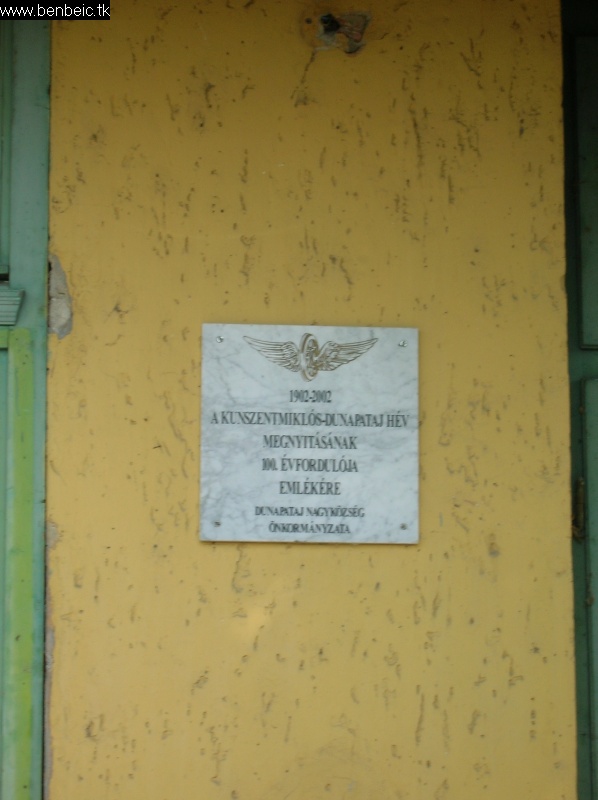 www.benbeic.tk
1902-2002
A KUNSZENTMIKLÓS-DUNAPATAJ HÉV
MEGNYITÁSÁNAK
100. ÉVFORDULÓJA
EMLÉKÉRE
DUNAPATAJ NAGYKÖZSÉG
ÖNKORMÁNYZATA